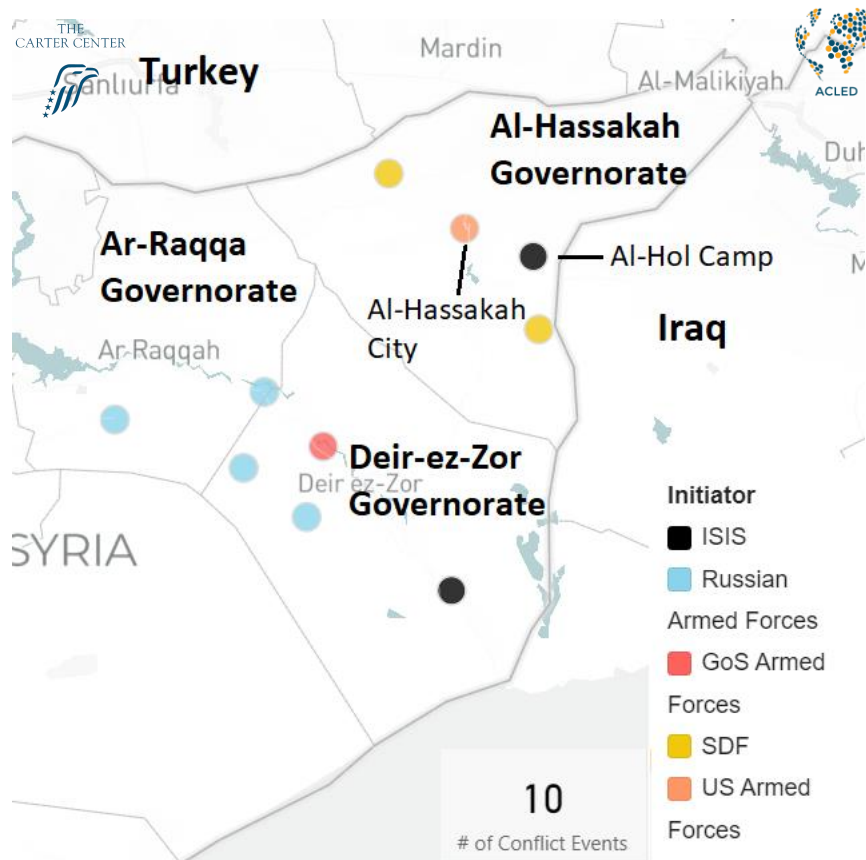 THE
CARTER CENTER
ACLED
Mardin
Turkey
Şanlıurfa
Al-Malikiyah
Al-Hassakah
Governorate
Duh
Ar-Raqqa
Governorate
Al-Hol Camp
M
Al-Hassakah
City
Iraq
Ar-Raqqah
Deir-ez-Zor
Deir ez-Zor
Governorate
SYRIA
Initiator
ISIS
Russian
Armed Forces
GoS Armed
Forces
SDF
US Armed
Forces
10
# of Conflict Events